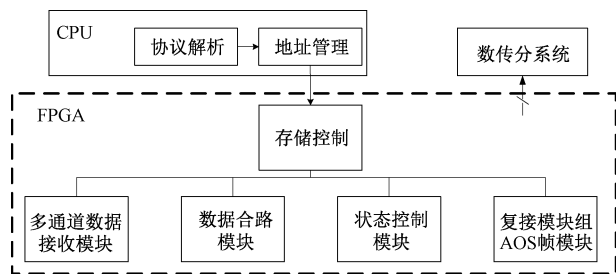 CPU
协议解析
地址管理
数传分系统
FPGA
存储控制
多通道数据
接收模块
数据合路
模块
状态控制
模块
复接模块组
AOS帧模块